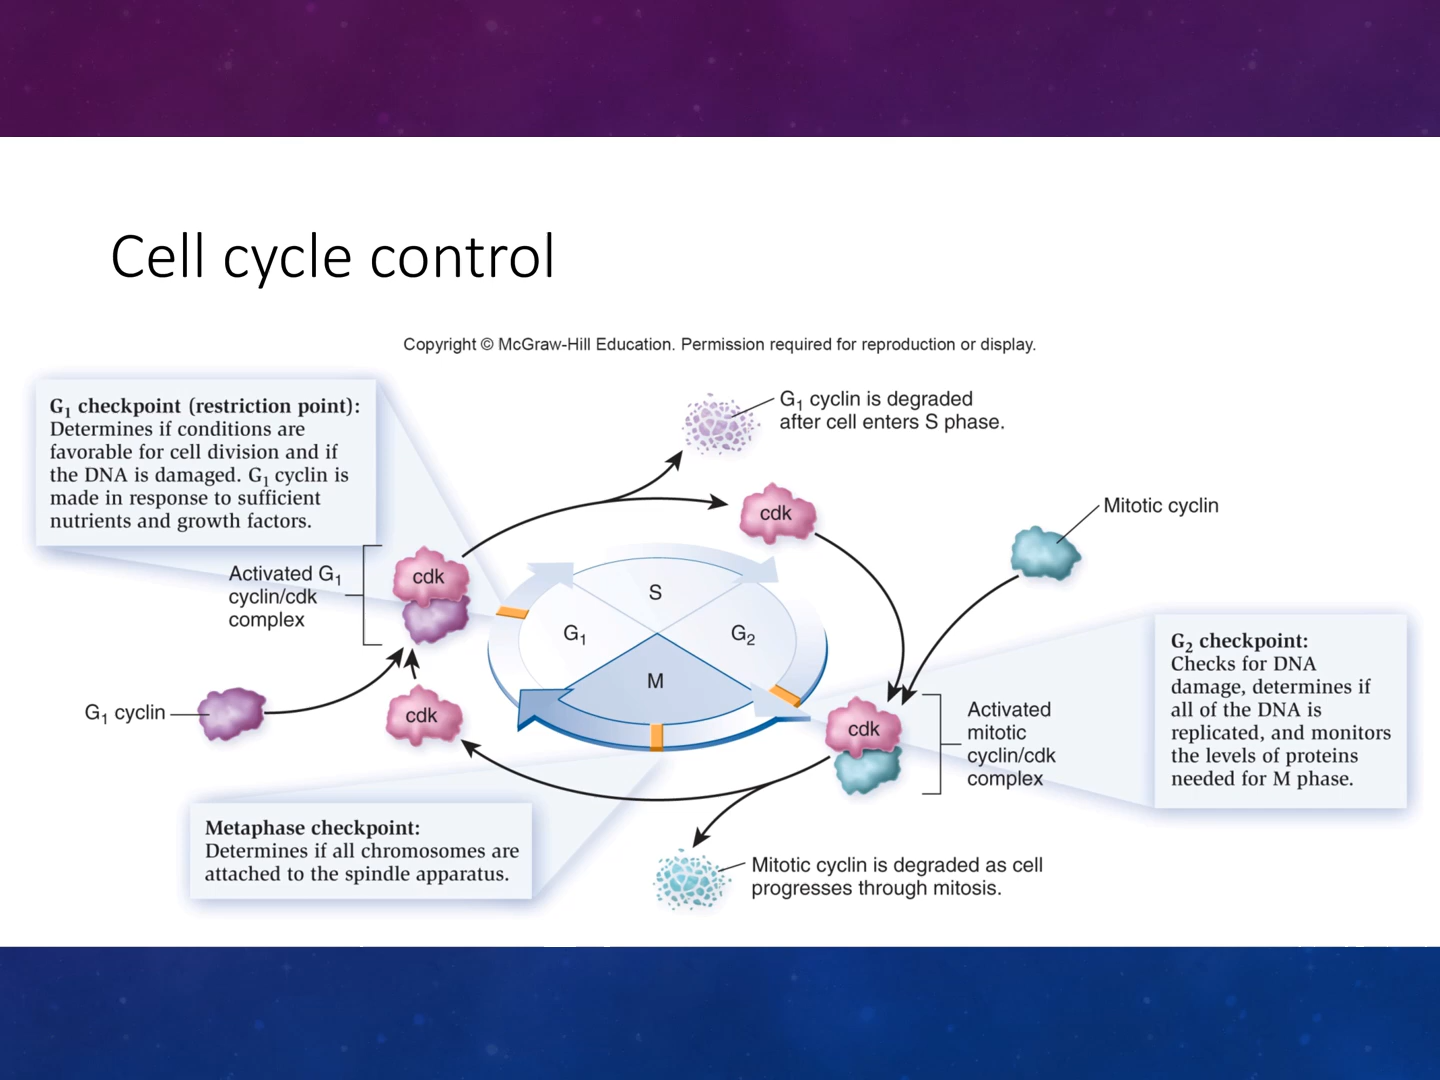 Cell cycle control
Copyright © McGraw-Hill Education. Permission required for reproduction or display.
G₁ checkpoint (restriction point):
Determines if conditions are
favorable for cell division and if
the DNA is damaged. G₁ cyclin is
made in response to sufficient
nutrients and growth factors.
G₁ cyclin is degraded
after cell enters S phase.
cdk
Mitotic cyclin
Activated G₁
cyclin/cdk
complex
cdk
S
G₁
G₂
M
G₁ cyclin
cdk
cdk
Activated
mitotic
cyclin/cdk
complex
G₂ checkpoint:
Checks for DNA
damage, determines if
all of the DNA is
replicated, and monitors
the levels of proteins
needed for M phase.
Metaphase checkpoint:
Determines if all chromosomes are
attached to the spindle apparatus.
Mitotic cyclin is degraded as cell
progresses through mitosis.